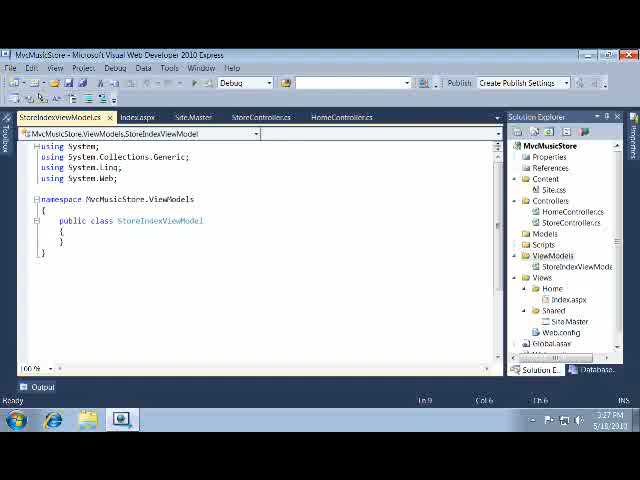 MvcMusicStore - Microsoft Visual Web Developer 2010 Express
File Edit View Project Debug Data Tools Window Help
Debug
Publish: Create Publish Settings
StoreIndexViewModel.cs Index.aspx Site.Master StoreController.cs HomeController.cs
MvcMusicStore.ViewModels.StoreIndexViewModel
using System;
using System.Collections.Generic;
using System.Linq;
using System.Web;
namespace MvcMusicStore.ViewModels
{
public class StoreIndexViewModel
{
}
}
100 %
Toolbox
Solution Explorer
MvcMusicStore
Properties
References
Content
Site.css
Controllers
HomeController.cs
StoreController.cs
Models
Scripts
ViewModels
StoreIndexViewMode
Views
Home
Index.aspx
Shared
Site.Master
Web.config
Global.asax
Solution E... Database...
Properties
Output
Ready Ln 9 Col 6 Ch 6 INS
3:27 PM
5/18/2010